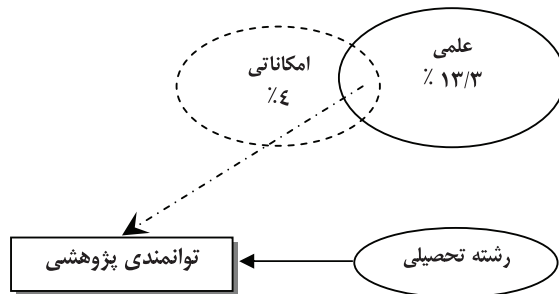 علمی
٪ ۱۳/۳
امکاناتی
٪٤
رشته تحصیلی
توانمندی پژوهشی